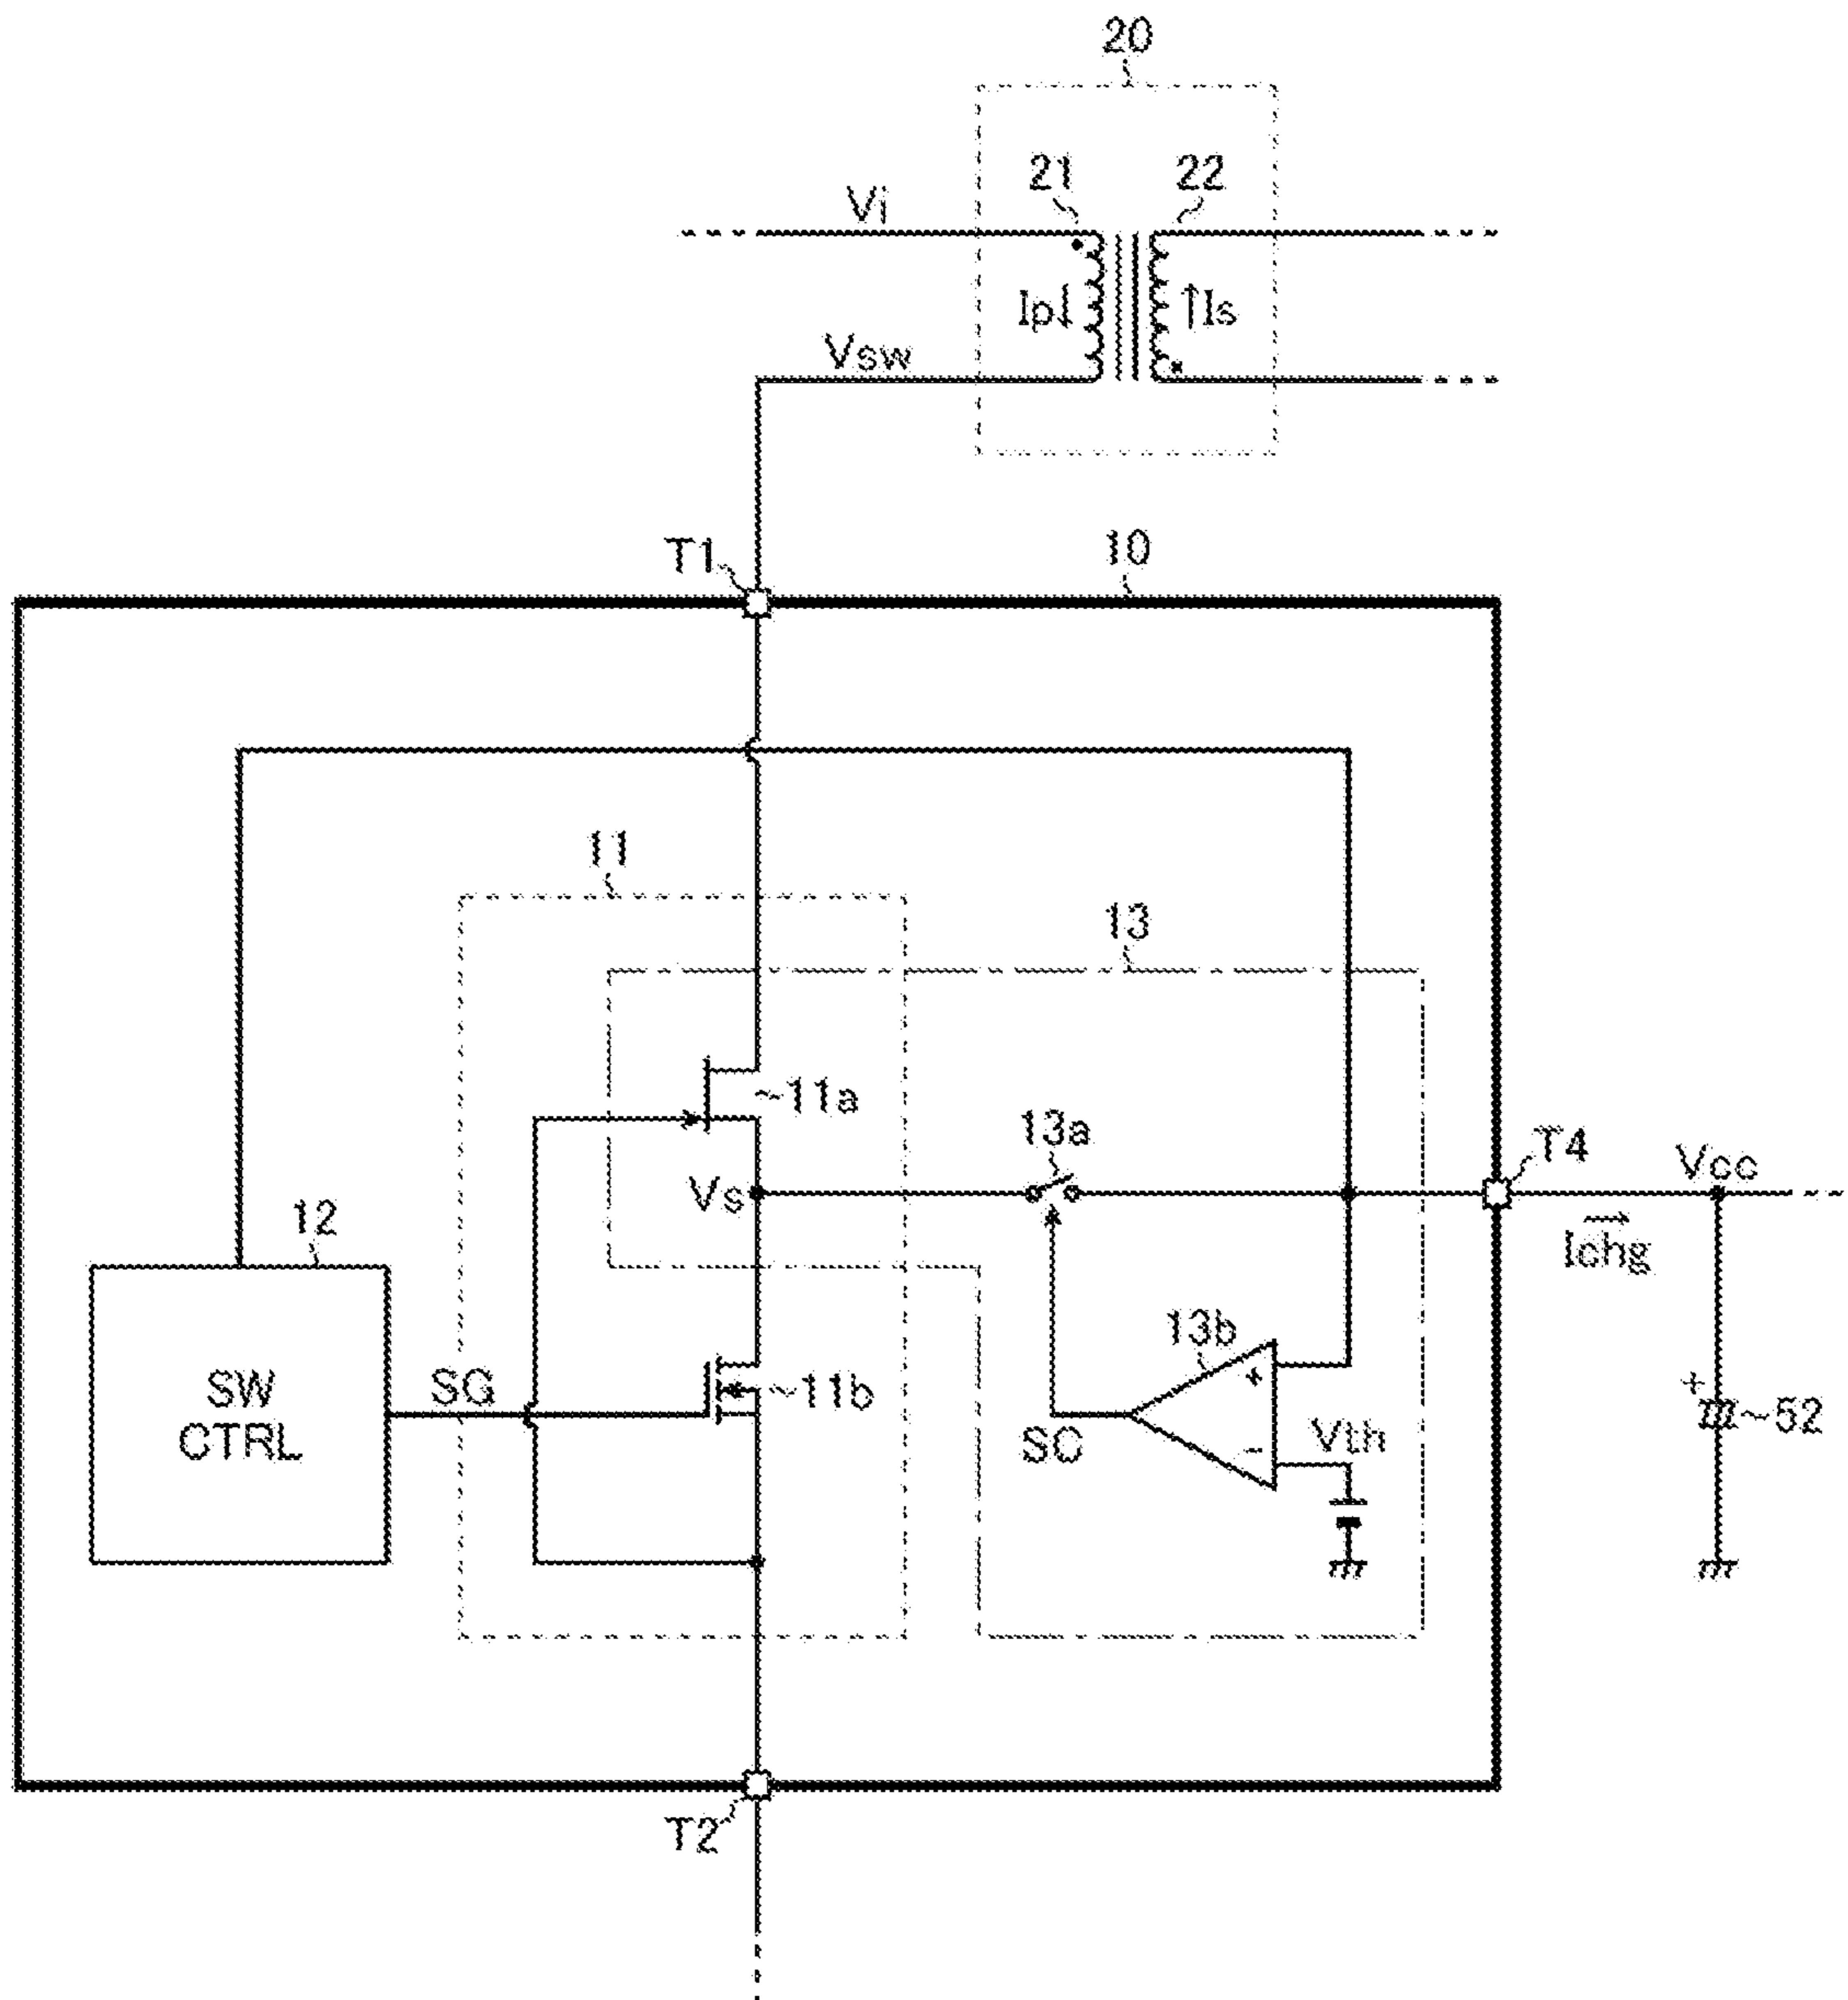 20
21
22
Vi
Ip
Is
Vsw
T1
10
11
13
~11a
13a
T4
Vs
Vcc
12
Ichg
13b
SW
CTRL
SG
~11b
+
+
~52
SC
Vth
-
T2